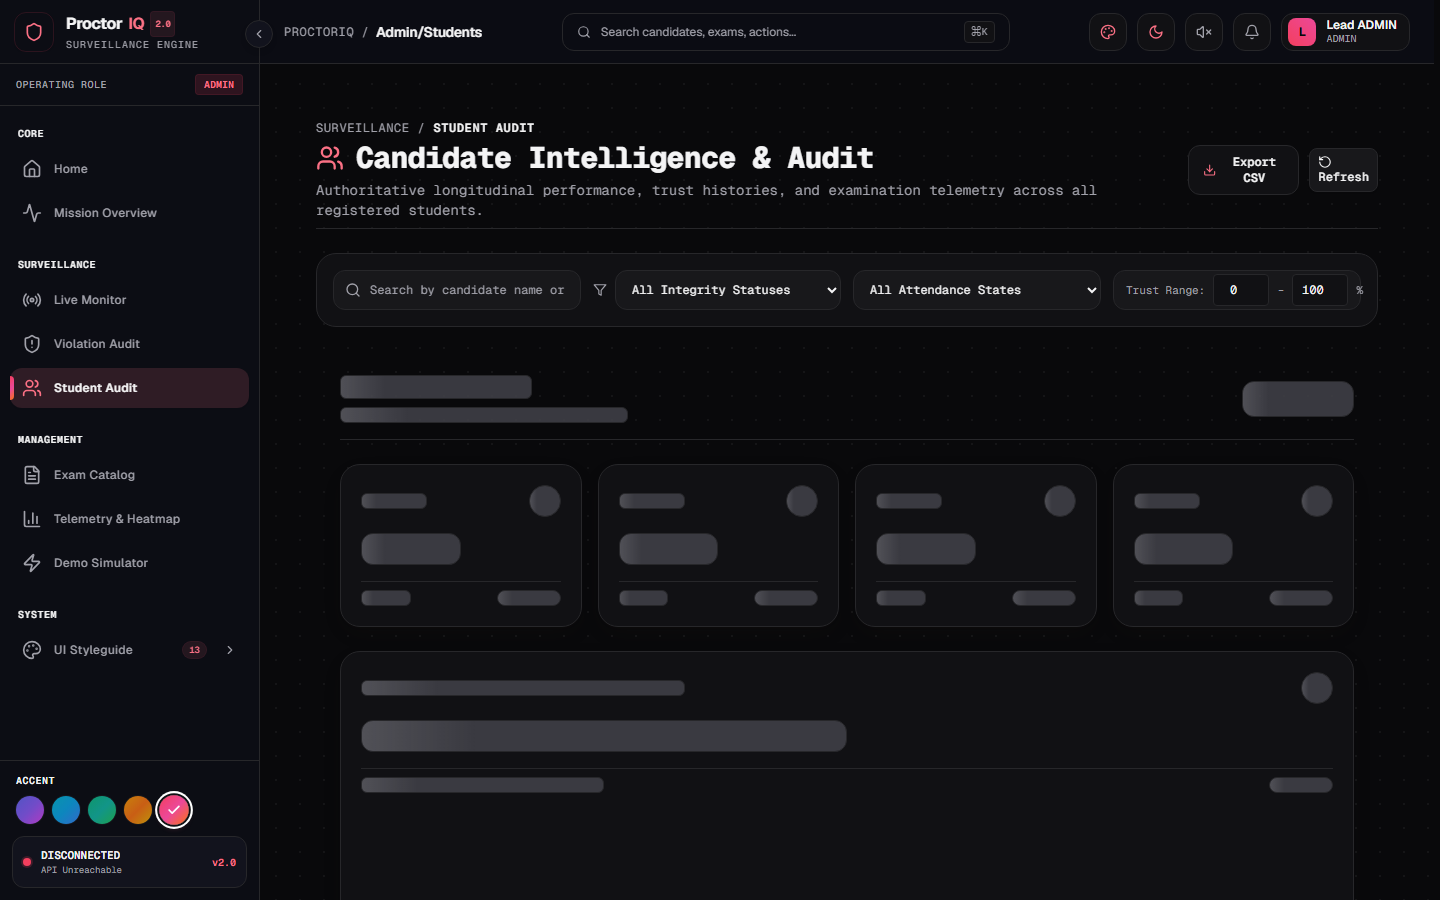 Proctor IQ 2.0
SURVEILLANCE ENGINE
PROCTORIQ / Admin/Students
Search candidates, exams, actions...
⌘K
L
Lead ADMIN
ADMIN
OPERATING ROLE
ADMIN
CORE
Home
Mission Overview
SURVEILLANCE
Live Monitor
Violation Audit
Student Audit
MANAGEMENT
Exam Catalog
Telemetry & Heatmap
Demo Simulator
SYSTEM
UI Styleguide
13
ACCENT
DISCONNECTED
API Unreachable
v2.0
SURVEILLANCE / STUDENT AUDIT
Candidate Intelligence & Audit
Authoritative longitudinal performance, trust histories, and examination telemetry across all
registered students.
Export
CSV
Refresh
Search by candidate name or
All Integrity Statuses
All Attendance States
Trust Range: 0 - 100 %